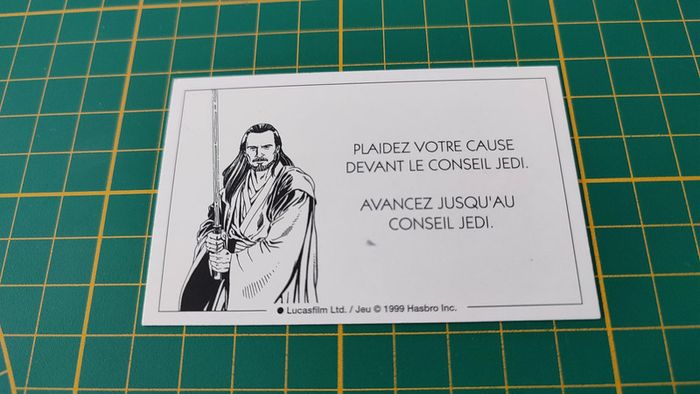 PLAIDEZ VOTRE CAUSE
DEVANT LE CONSEIL JEDI.
AVANCEZ JUSQU'AU
CONSEIL JEDI.
● Lucasfilm Ltd. / Jeu © 1999 Hasbro Inc.